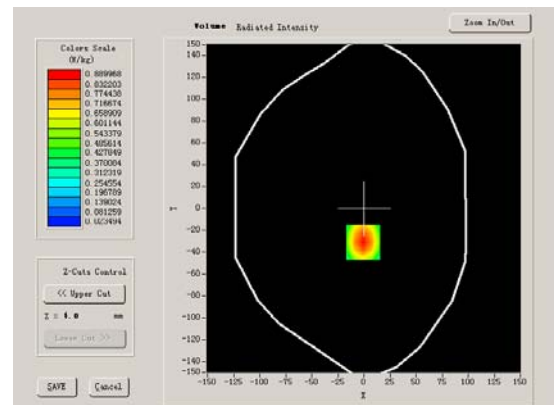 Volume Radiated Intensity
Zoom In/Out
Colors Scale
(W/kg)
0.889968
0.832203
0.774438
0.716674
0.658909
0.601144
0.543379
0.485614
0.427849
0.370084
0.312319
0.254554
0.196789
0.139024
0.081259
0.023494
Z-Cuts Control
<< Upper Cut
Z = 4.0 mm
Lower Cut >>
SAVE
Cancel
150
140
120
100
80
60
40
20
0
-20
-40
-60
-80
-100
-120
-140
-150
Y
-150 -125 -100 -75 -50 -25 0 25 50 75 100 125 150
X